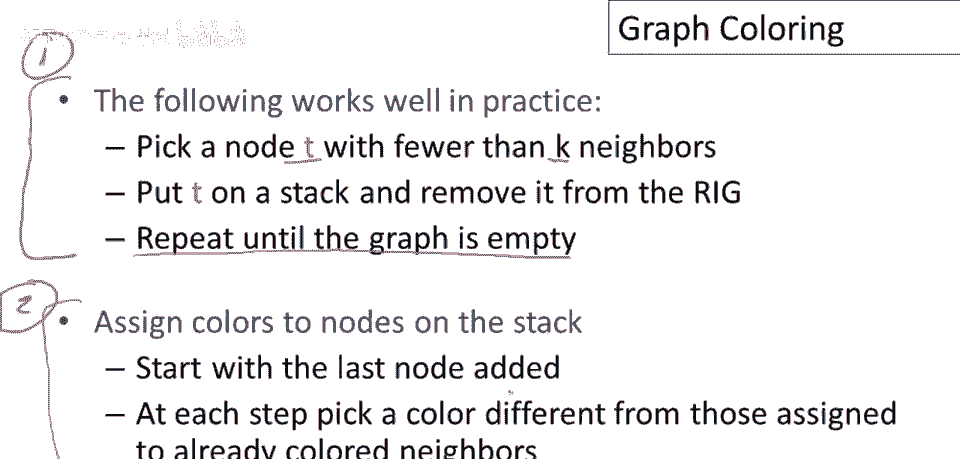 Graph Coloring
1
• The following works well in practice:
– Pick a node t with fewer than k neighbors
– Put t on a stack and remove it from the RIG
– Repeat until the graph is empty
2
• Assign colors to nodes on the stack
– Start with the last node added
– At each step pick a color different from those assigned
to already colored neighbors